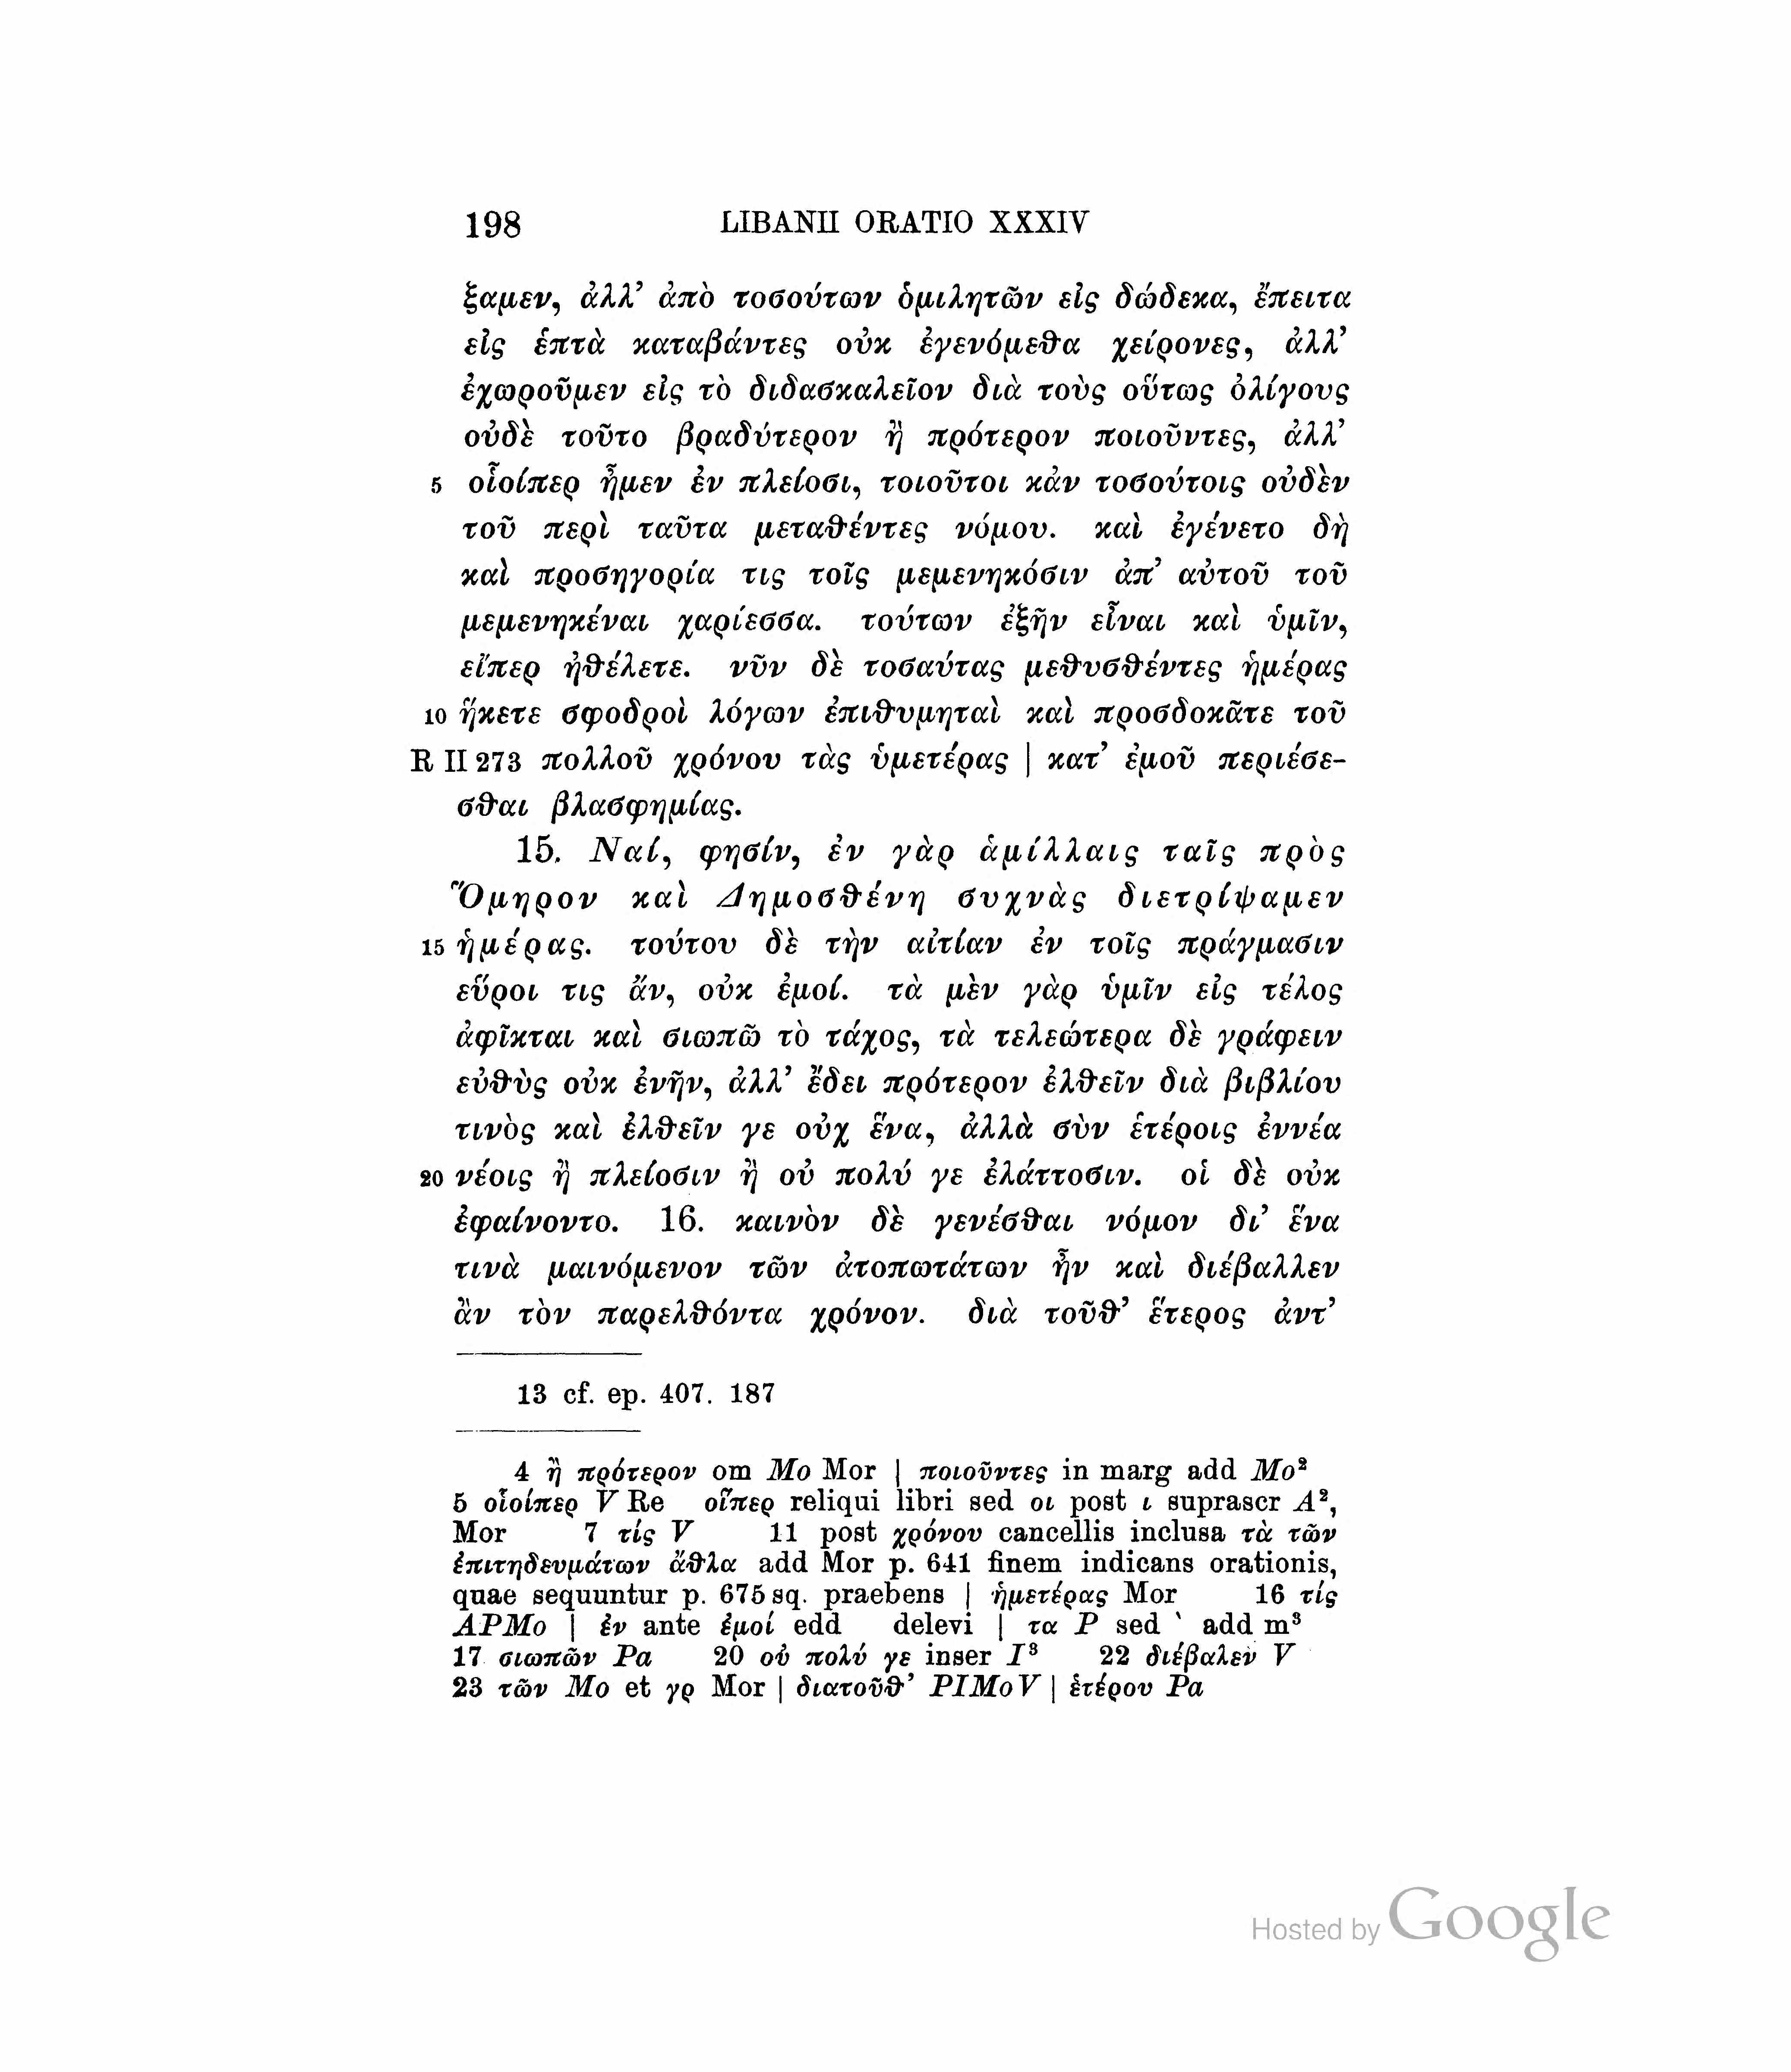 198 LIBANII ORATIO XXXIV
ξαμεν, ἀλλ’ ἀπὸ τοσούτων ὁμιλητῶν εἰς δώδεκα, ἔπειτα
εἰς ἑπτὰ καταβάντες οὐκ ἐγενόμεθα χείρονες, ἀλλ’
ἐχωροῦμεν εἰς τὸ διδασκαλεῖον διὰ τοὺς οὕτως ὀλίγους
οὐδὲ τοῦτο βραδύτερον ἢ πρότερον ποιοῦντες, ἀλλ’
5 οἷοίπερ ἦμεν ἐν πλείοσι, τοιοῦτοι κἀν τοσούτοις οὐδὲν
τοῦ περὶ ταῦτα μεταθέντες νόμου. καὶ ἐγένετο δὴ
καὶ προσηγορία τις τοῖς μεμενηκόσιν ἀπ’ αὐτοῦ τοῦ
μεμενηκέναι χαρίεσσα. τούτων ἐξῆν εἶναι καὶ ὑμῖν,
εἴπερ ἠθέλετε. νῦν δὲ τοσαύτας μεθυσθέντες ἡμέρας
10 ἥκετε σφοδροὶ λόγων ἐπιθυμηταὶ καὶ προσδοκᾶτε τοῦ
R II 273 πολλοῦ χρόνου τὰς ὑμετέρας | κατ’ ἐμοῦ περιέσε-
σθαι βλασφημίας.
15. Ναί, φησίν, ἐν γὰρ ἁμίλλαις ταῖς πρὸς
Ὅμηρον καὶ Δημοσθένη συχνὰς διετρίψαμεν
15 ἡμέρας. τούτου δὲ τὴν αἰτίαν ἐν τοῖς πράγμασιν
εὕροι τις ἄν, οὐκ ἐμοί. τὰ μὲν γὰρ ὑμῖν εἰς τέλος
ἀφῖκται καὶ σιωπῶ τὸ τάχος, τὰ τελεώτερα δὲ γράφειν
εὐθὺς οὐκ ἐνῆν, ἀλλ’ ἔδει πρότερον ἐλθεῖν διὰ βιβλίου
τινὸς καὶ ἐλθεῖν γε οὐχ ἕνα, ἀλλὰ σὺν ἑτέροις ἐννέα
20 νέοις ἢ πλείοσιν ἢ οὐ πολύ γε ἐλάττοσιν. οἱ δὲ οὐκ
ἐφαίνοντο. 16. καινὸν δὲ γενέσθαι νόμον δι’ ἕνα
τινὰ μαινόμενον τῶν ἀτοπωτάτων ἦν καὶ διέβαλλεν
ἂν τὸν παρελθόντα χρόνον. διὰ τοῦθ’ ἕτερος ἀντ’
13 cf. ep. 407. 187
4 ἢ πρότερον om Mo Mor | ποιοῦντες in marg add Mo²
5 οἷοίπερ V Re οἵπερ reliqui libri sed οι post ι suprascr A²,
Mor 7 τίς V 11 post χρόνου cancellis inclusa τὰ τῶν
ἐπιτηδευμάτων ἄθλα add Mor p. 641 finem indicans orationis,
quae sequuntur p. 675 sq. praebens | ἡμετέρας Mor 16 τίς
APMo | ἐν ante ἐμοί edd delevi | τα P sed ` add m³
17 σιωπῶν Pa 20 οὐ πολύ γε inser I³ 22 διέβαλεν V
23 τῶν Mo et γρ Mor | διατοῦθ’ PIMoV | ἑτέρου Pa
Hosted by Google